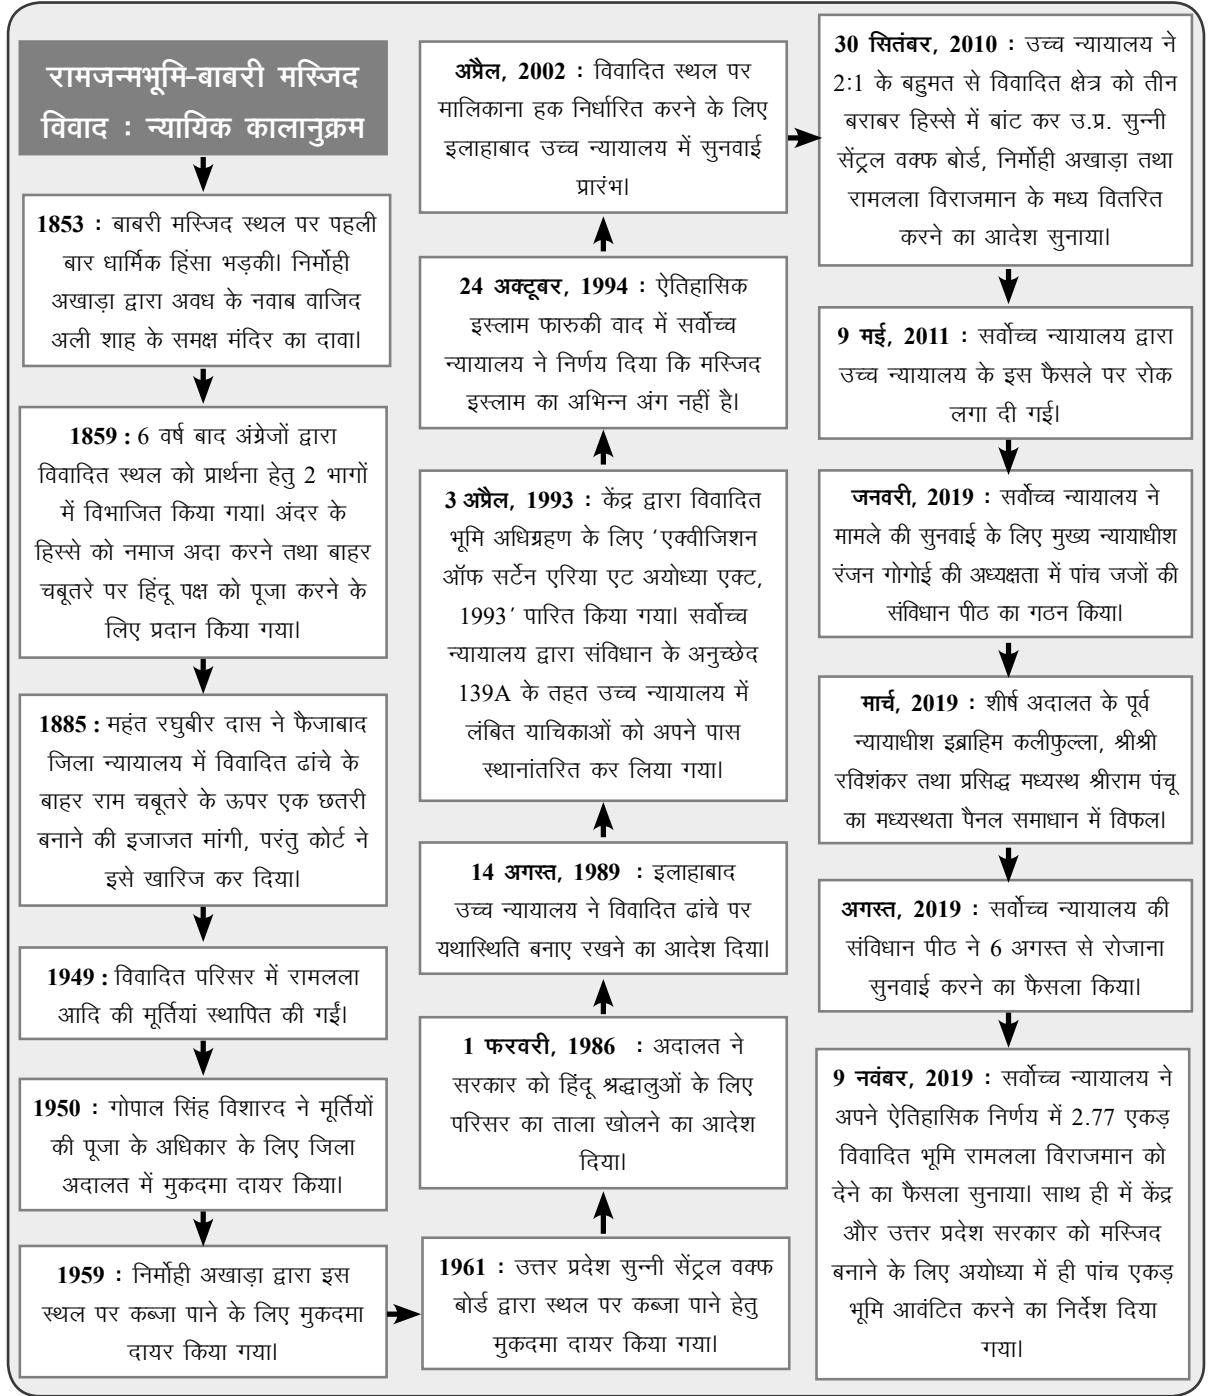 रामजन्मभूमि-बाबरी मस्जिद
विवाद : न्यायिक कालानुक्रम
1853 : बाबरी मस्जिद स्थल पर पहली
बार धार्मिक हिंसा भड़की। निर्मोही
अखाड़ा द्वारा अवध के नवाब वाजिद
अली शाह के समक्ष मंदिर का दावा।
1859 : 6 वर्ष बाद अंग्रेजों द्वारा
विवादित स्थल को प्रार्थना हेतु 2 भागों
में विभाजित किया गया। अंदर के
हिस्से को नमाज अदा करने तथा बाहर
चबूतरे पर हिंदू पक्ष को पूजा करने के
लिए प्रदान किया गया।
1885 : महंत रघुबीर दास ने फैजाबाद
जिला न्यायालय में विवादित ढांचे के
बाहर राम चबूतरे के ऊपर एक छतरी
बनाने की इजाजत मांगी, परंतु कोर्ट ने
इसे खारिज कर दिया।
1949 : विवादित परिसर में रामलला
आदि की मूर्तियां स्थापित की गईं।
1950 : गोपाल सिंह विशारद ने मूर्तियों
की पूजा के अधिकार के लिए जिला
अदालत में मुकदमा दायर किया।
1959 : निर्मोही अखाड़ा द्वारा इस
स्थल पर कब्जा पाने के लिए मुकदमा
दायर किया गया।
1961 : उत्तर प्रदेश सुन्नी सेंट्रल वक्फ
बोर्ड द्वारा स्थल पर कब्जा पाने हेतु
मुकदमा दायर किया गया।
1 फरवरी, 1986 : अदालत ने
सरकार को हिंदू श्रद्धालुओं के लिए
परिसर का ताला खोलने का आदेश
दिया।
14 अगस्त, 1989 : इलाहाबाद
उच्च न्यायालय ने विवादित ढांचे पर
यथास्थिति बनाए रखने का आदेश दिया।
3 अप्रैल, 1993 : केंद्र द्वारा विवादित
भूमि अधिग्रहण के लिए 'एक्वीजिशन
ऑफ सर्टेन एरिया एट अयोध्या एक्ट,
1993' पारित किया गया। सर्वोच्च
न्यायालय द्वारा संविधान के अनुच्छेद
139A के तहत उच्च न्यायालय में
लंबित याचिकाओं को अपने पास
स्थानांतरित कर लिया गया।
24 अक्टूबर, 1994 : ऐतिहासिक
इस्लाम फारुकी वाद में सर्वोच्च
न्यायालय ने निर्णय दिया कि मस्जिद
इस्लाम का अभिन्न अंग नहीं है।
अप्रैल, 2002 : विवादित स्थल पर
मालिकाना हक निर्धारित करने के लिए
इलाहाबाद उच्च न्यायालय में सुनवाई
प्रारंभ।
30 सितंबर, 2010 : उच्च न्यायालय ने
2:1 के बहुमत से विवादित क्षेत्र को तीन
बराबर हिस्से में बांट कर उ.प्र. सुन्नी
सेंट्रल वक्फ बोर्ड, निर्मोही अखाड़ा तथा
रामलला विराजमान के मध्य वितरित
करने का आदेश सुनाया।
9 मई, 2011 : सर्वोच्च न्यायालय द्वारा
उच्च न्यायालय के इस फैसले पर रोक
लगा दी गई।
जनवरी, 2019 : सर्वोच्च न्यायालय ने
मामले की सुनवाई के लिए मुख्य न्यायाधीश
रंजन गोगोई की अध्यक्षता में पांच जजों की
संविधान पीठ का गठन किया।
मार्च, 2019 : शीर्ष अदालत के पूर्व
न्यायाधीश इब्राहिम कलीफुल्ला, श्रीश्री
रविशंकर तथा प्रसिद्ध मध्यस्थ श्रीराम पंचू
का मध्यस्थता पैनल समाधान में विफल।
अगस्त, 2019 : सर्वोच्च न्यायालय की
संविधान पीठ ने 6 अगस्त से रोजाना
सुनवाई करने का फैसला किया।
9 नवंबर, 2019 : सर्वोच्च न्यायालय ने
अपने ऐतिहासिक निर्णय में 2.77 एकड़
विवादित भूमि रामलला विराजमान को
देने का फैसला सुनाया। साथ ही में केंद्र
और उत्तर प्रदेश सरकार को मस्जिद
बनाने के लिए अयोध्या में ही पांच एकड़
भूमि आवंटित करने का निर्देश दिया
गया।